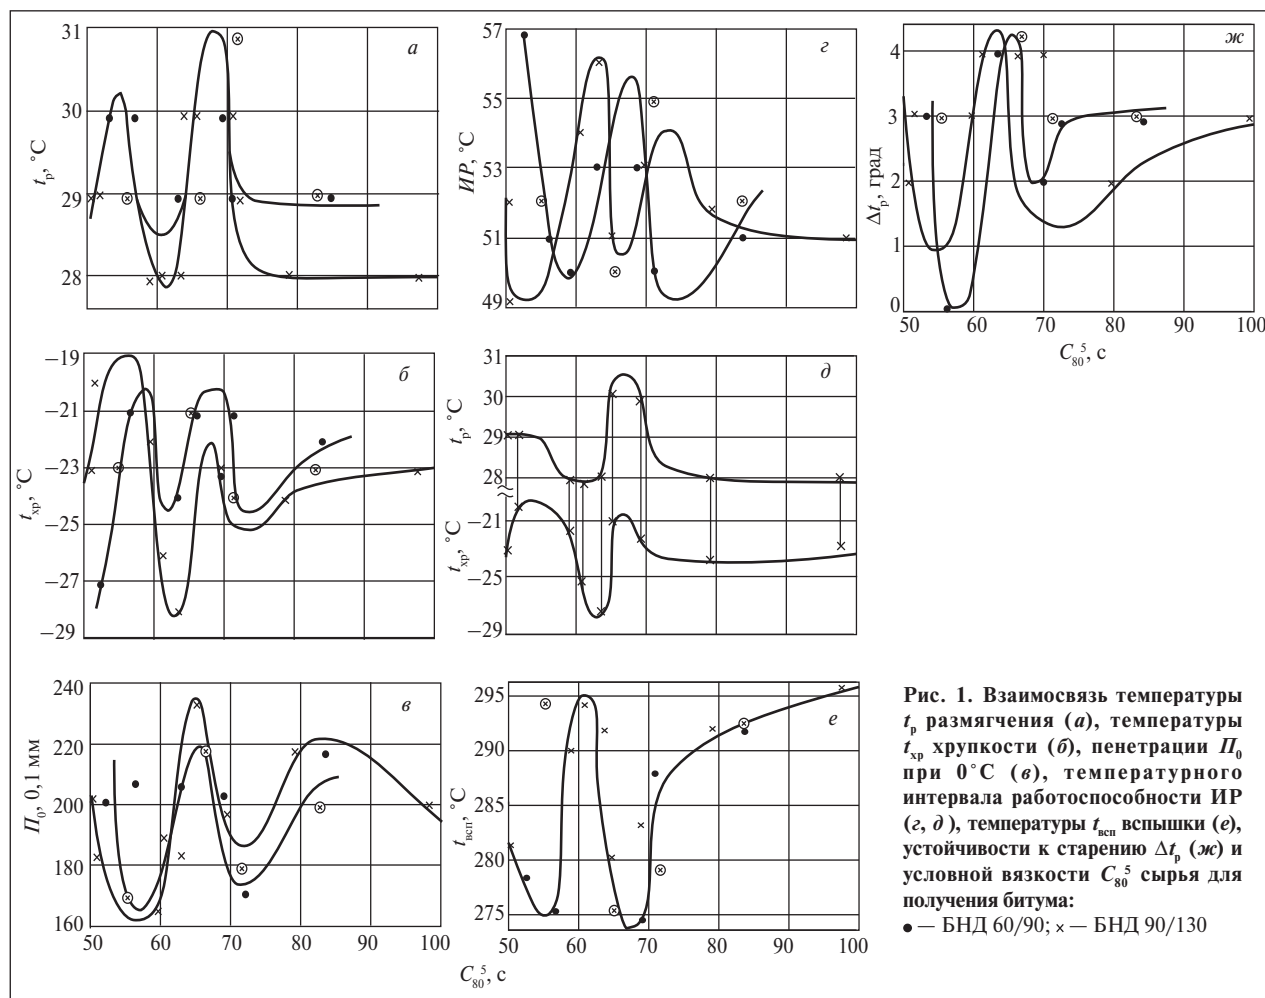 а
31
30
29
28
t_р, °С
г
57
55
53
51
49
ИР, °С
ж
4
3
2
1
0
Δt_р, град
50 60 70 80 90 100
C_80^5, с
б
−19
−21
−23
−25
−27
−29
t_хр, °С
д
31
30
29
28
−21
−25
−29
t_р, °С
t_хр, °С
в
240
220
200
180
160
П_0, 0,1 мм
50 60 70 80 90 100
е
295
290
285
280
275
t_всп, °С
50 60 70 80 90 100
C_80^5, с
Рис. 1. Взаимосвязь температуры
t_р размягчения (а), температуры
t_хр хрупкости (б), пенетрации П_0
при 0°С (в), температурного
интервала работоспособности ИР
(г, д), температуры t_всп вспышки (е),
устойчивости к старению Δt_р (ж) и
условной вязкости C_80^5 сырья для
получения битума:
● — БНД 60/90; × — БНД 90/130